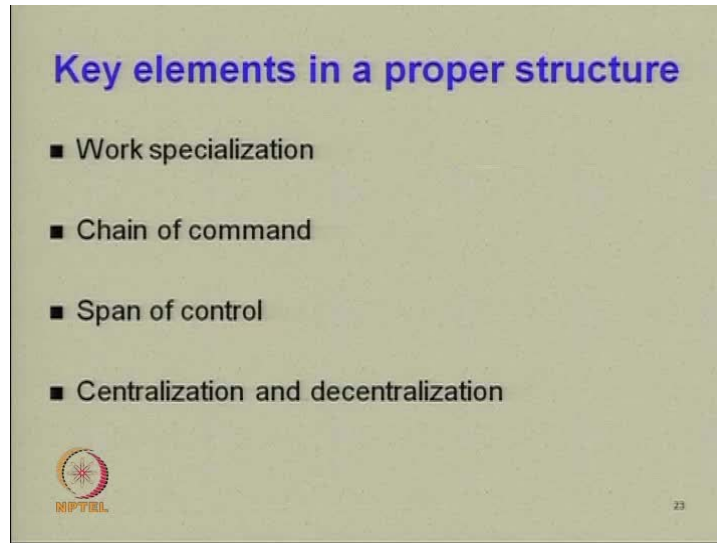 Key elements in a proper structure
Work specialization
Chain of command
Span of control
Centralization and decentralization
NPTEL
23